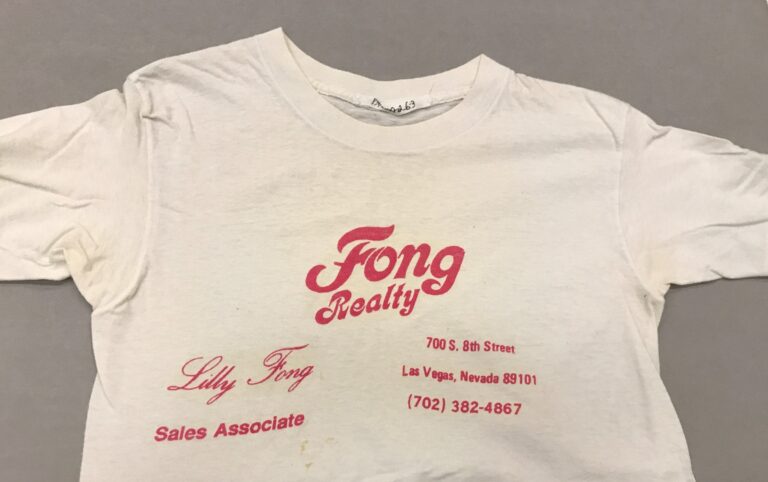 Fong
Realty
700 S. 8th Street
Las Vegas, Nevada 89101
(702) 382-4867
Lilly Fong
Sales Associate